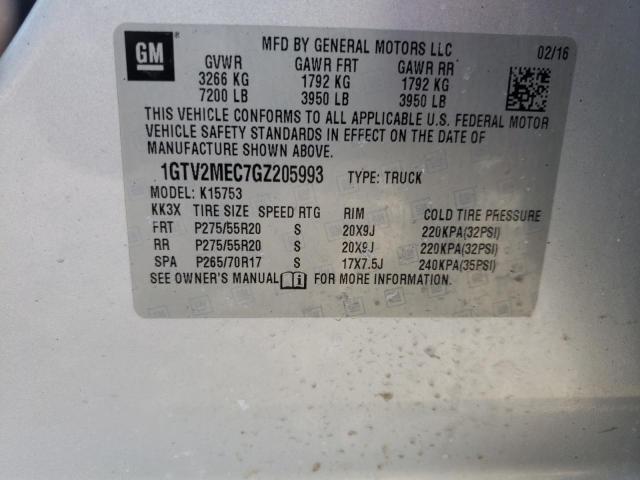 GM
MFD BY GENERAL MOTORS LLC 02/16
GVWR GAWR FRT GAWR RR
3266 KG 1792 KG 1792 KG
7200 LB 3950 LB 3950 LB
THIS VEHICLE CONFORMS TO ALL APPLICABLE U.S. FEDERAL MOTOR
VEHICLE SAFETY STANDARDS IN EFFECT ON THE DATE OF
MANUFACTURE SHOWN ABOVE.
1GTV2MEC7GZ205993 TYPE: TRUCK
MODEL: K15753
KK3X TIRE SIZE SPEED RTG RIM COLD TIRE PRESSURE
FRT P275/55R20 S 20X9J 220KPA(32PSI)
RR P275/55R20 S 20X9J 220KPA(32PSI)
SPA P265/70R17 S 17X7.5J 240KPA(35PSI)
SEE OWNER'S MANUAL FOR MORE INFORMATION.